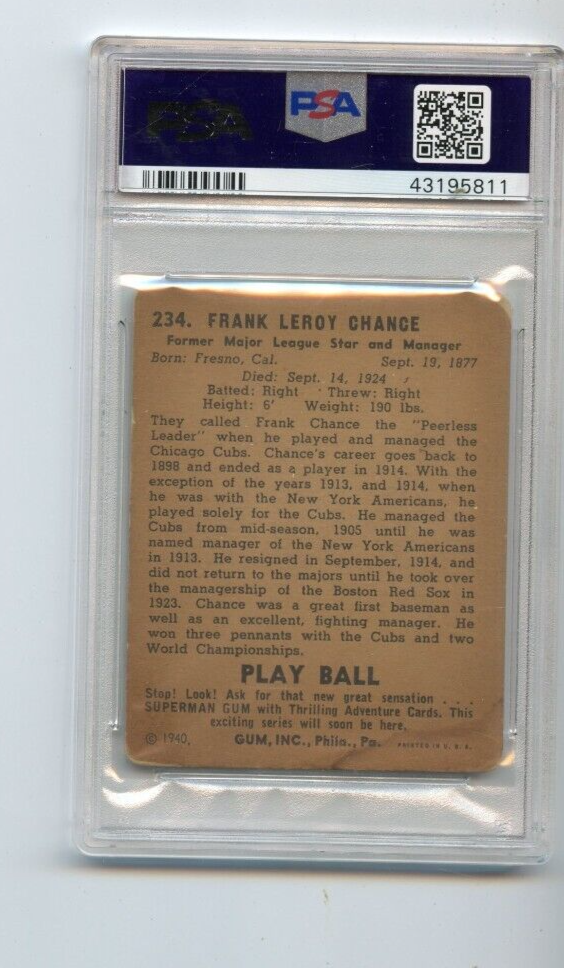 PSA
PSA
43195811
234. FRANK LEROY CHANCE
Former Major League Star and Manager
Born: Fresno, Cal. Sept. 19, 1877
Died: Sept. 14, 1924
Batted: Right Threw: Right
Height: 6' Weight: 190 lbs.
They called Frank Chance the "Peerless
Leader" when he played and managed the
Chicago Cubs. Chance's career goes back to
1898 and ended as a player in 1914. With the
exception of the years 1913, and 1914, when
he was with the New York Americans, he
played solely for the Cubs. He managed the
Cubs from mid-season, 1905 until he was
named manager of the New York Americans
in 1913. He resigned in September, 1914, and
did not return to the majors until he took over
the managership of the Boston Red Sox in
1923. Chance was a great first baseman as
well as an excellent, fighting manager. He
won three pennants with the Cubs and two
World Championships.
PLAY BALL
Stop! Look! Ask for that new great sensation . . .
SUPERMAN GUM with Thrilling Adventure Cards. This
exciting series will soon be here.
© 1940, GUM, INC., Phila., Pa. PRINTED IN U. S. A.